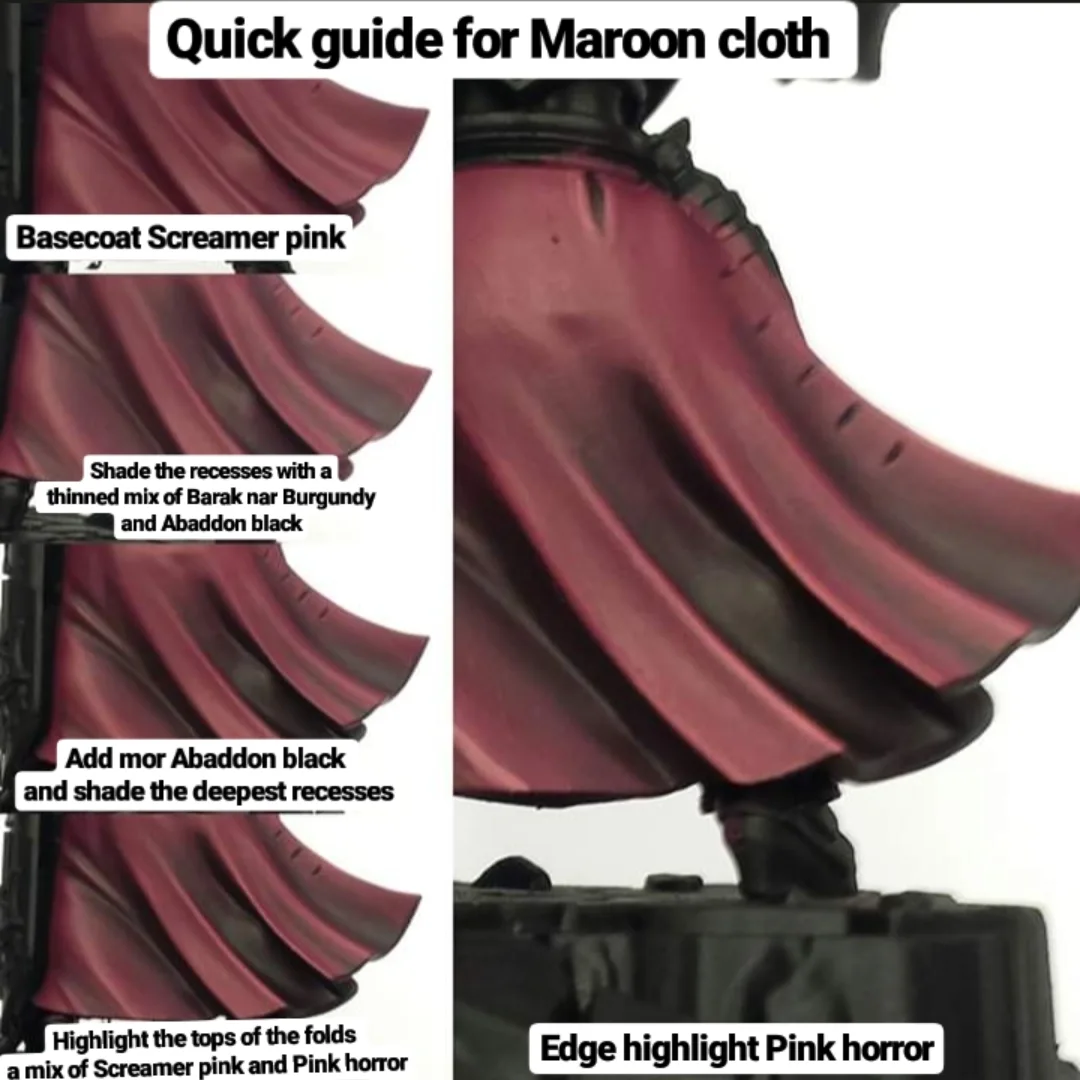 Quick guide for Maroon cloth
Basecoat Screamer pink
Shade the recesses with a
thinned mix of Barak nar Burgundy
and Abaddon black
Add mor Abaddon black
and shade the deepest recesses
Highlight the tops of the folds
a mix of Screamer pink and Pink horror
Edge highlight Pink horror